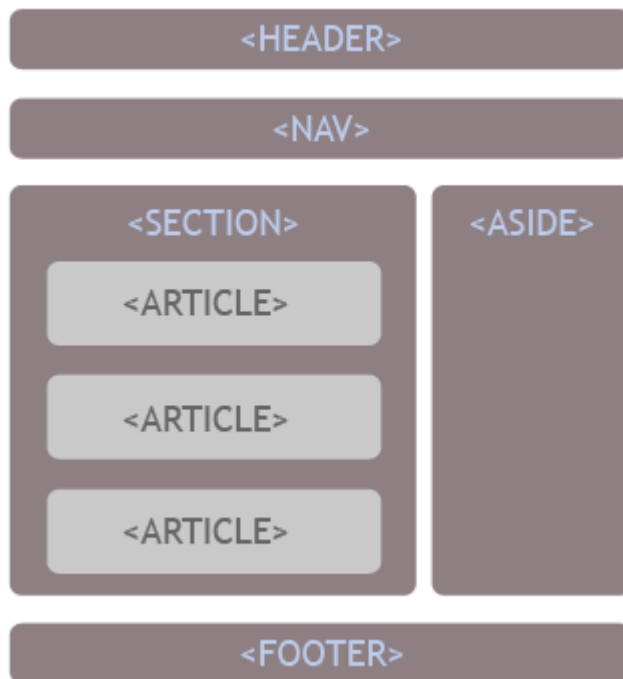 <HEADER>
<NAV>
<SECTION>
<ARTICLE>
<ARTICLE>
<ARTICLE>
<ASIDE>
<FOOTER>